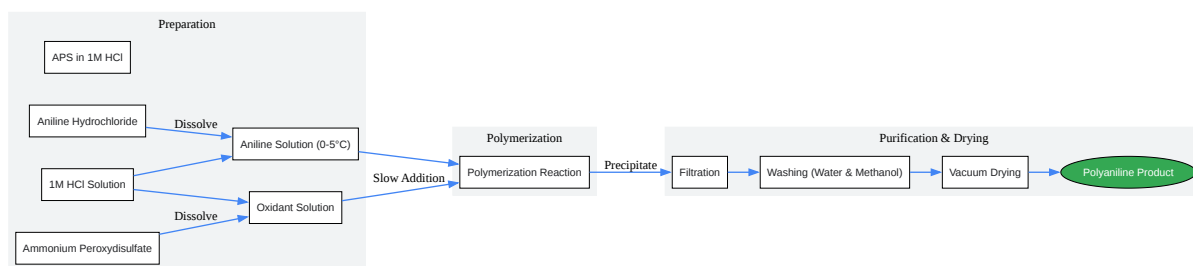 Preparation
APS in 1M HCl
Aniline Hydrochloride
Dissolve
Aniline Solution (0-5°C)
1M HCl Solution
Oxidant Solution
Dissolve
Ammonium Peroxydisulfate
Slow Addition
Polymerization
Polymerization Reaction
Precipitate
Purification & Drying
Filtration
Washing (Water & Methanol)
Vacuum Drying
Polyaniline Product